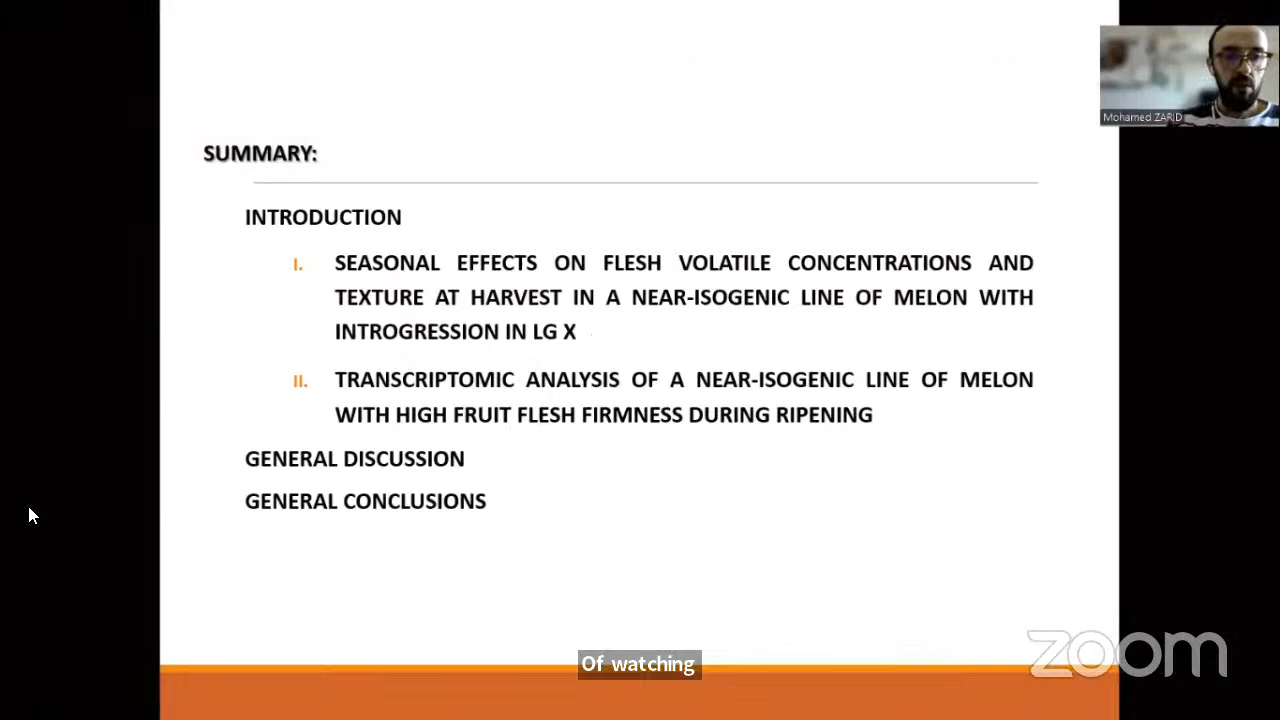 Mohamed ZARID
SUMMARY:
INTRODUCTION
I. SEASONAL EFFECTS ON FLESH VOLATILE CONCENTRATIONS AND
TEXTURE AT HARVEST IN A NEAR-ISOGENIC LINE OF MELON WITH
INTROGRESSION IN LG X
II. TRANSCRIPTOMIC ANALYSIS OF A NEAR-ISOGENIC LINE OF MELON
WITH HIGH FRUIT FLESH FIRMNESS DURING RIPENING
GENERAL DISCUSSION
GENERAL CONCLUSIONS
Of watching
zoom